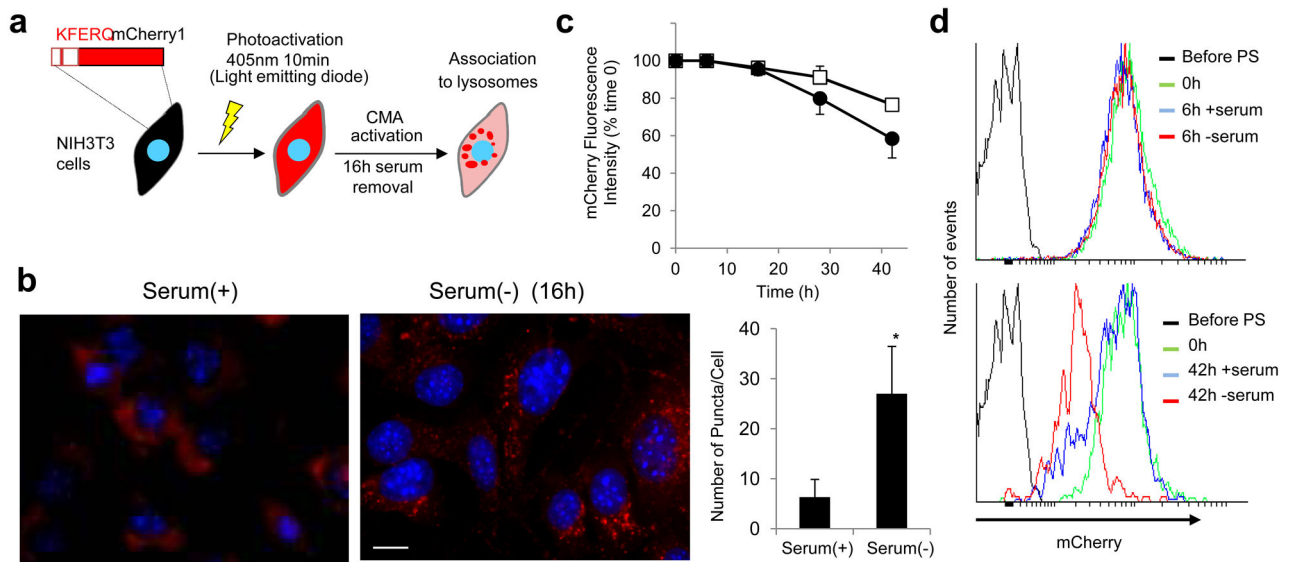 a
KFERQmCherry1
Photoactivation
405nm 10min
(Light emitting diode)
Association
to lysosomes
CMA
activation
16h serum
removal
NIH3T3
cells
b
Serum(+)
Serum(-) (16h)
Number of Puncta/Cell
40
30
20
10
0
*
Serum(+)
Serum(-)
c
mCherry Fluorescence
Intensity (% time 0)
100
80
60
40
20
0
0
10
20
30
40
Time (h)
d
Number of events
Before PS
0h
6h +serum
6h -serum
Before PS
0h
42h +serum
42h -serum
mCherry